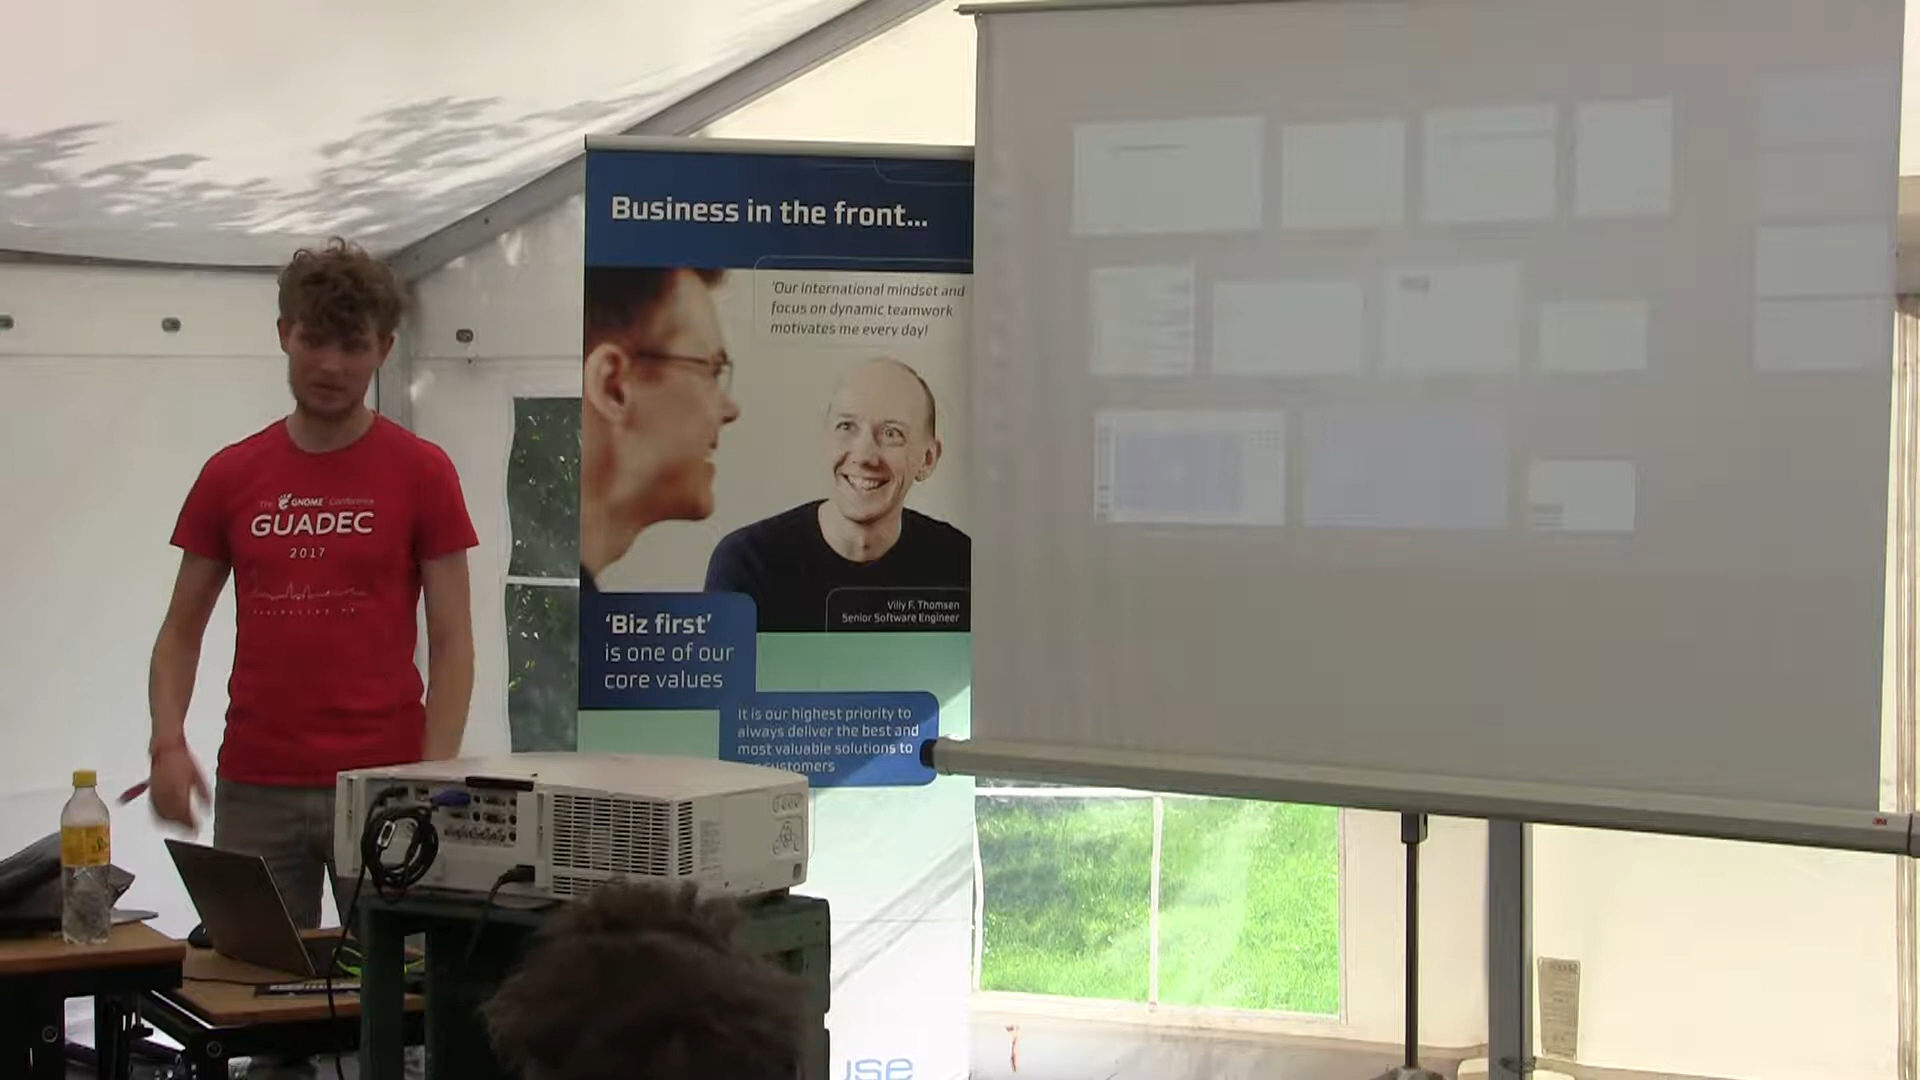 The GNOME Conference
GUADEC
2017
Business in the front...
'Our international mindset and
focus on dynamic teamwork
motivates me every day!
Villy F. Thomsen
Senior Software Engineer
'Biz first'
is one of our
core values
It is our highest priority to
always deliver the best and
most valuable solutions to
customers